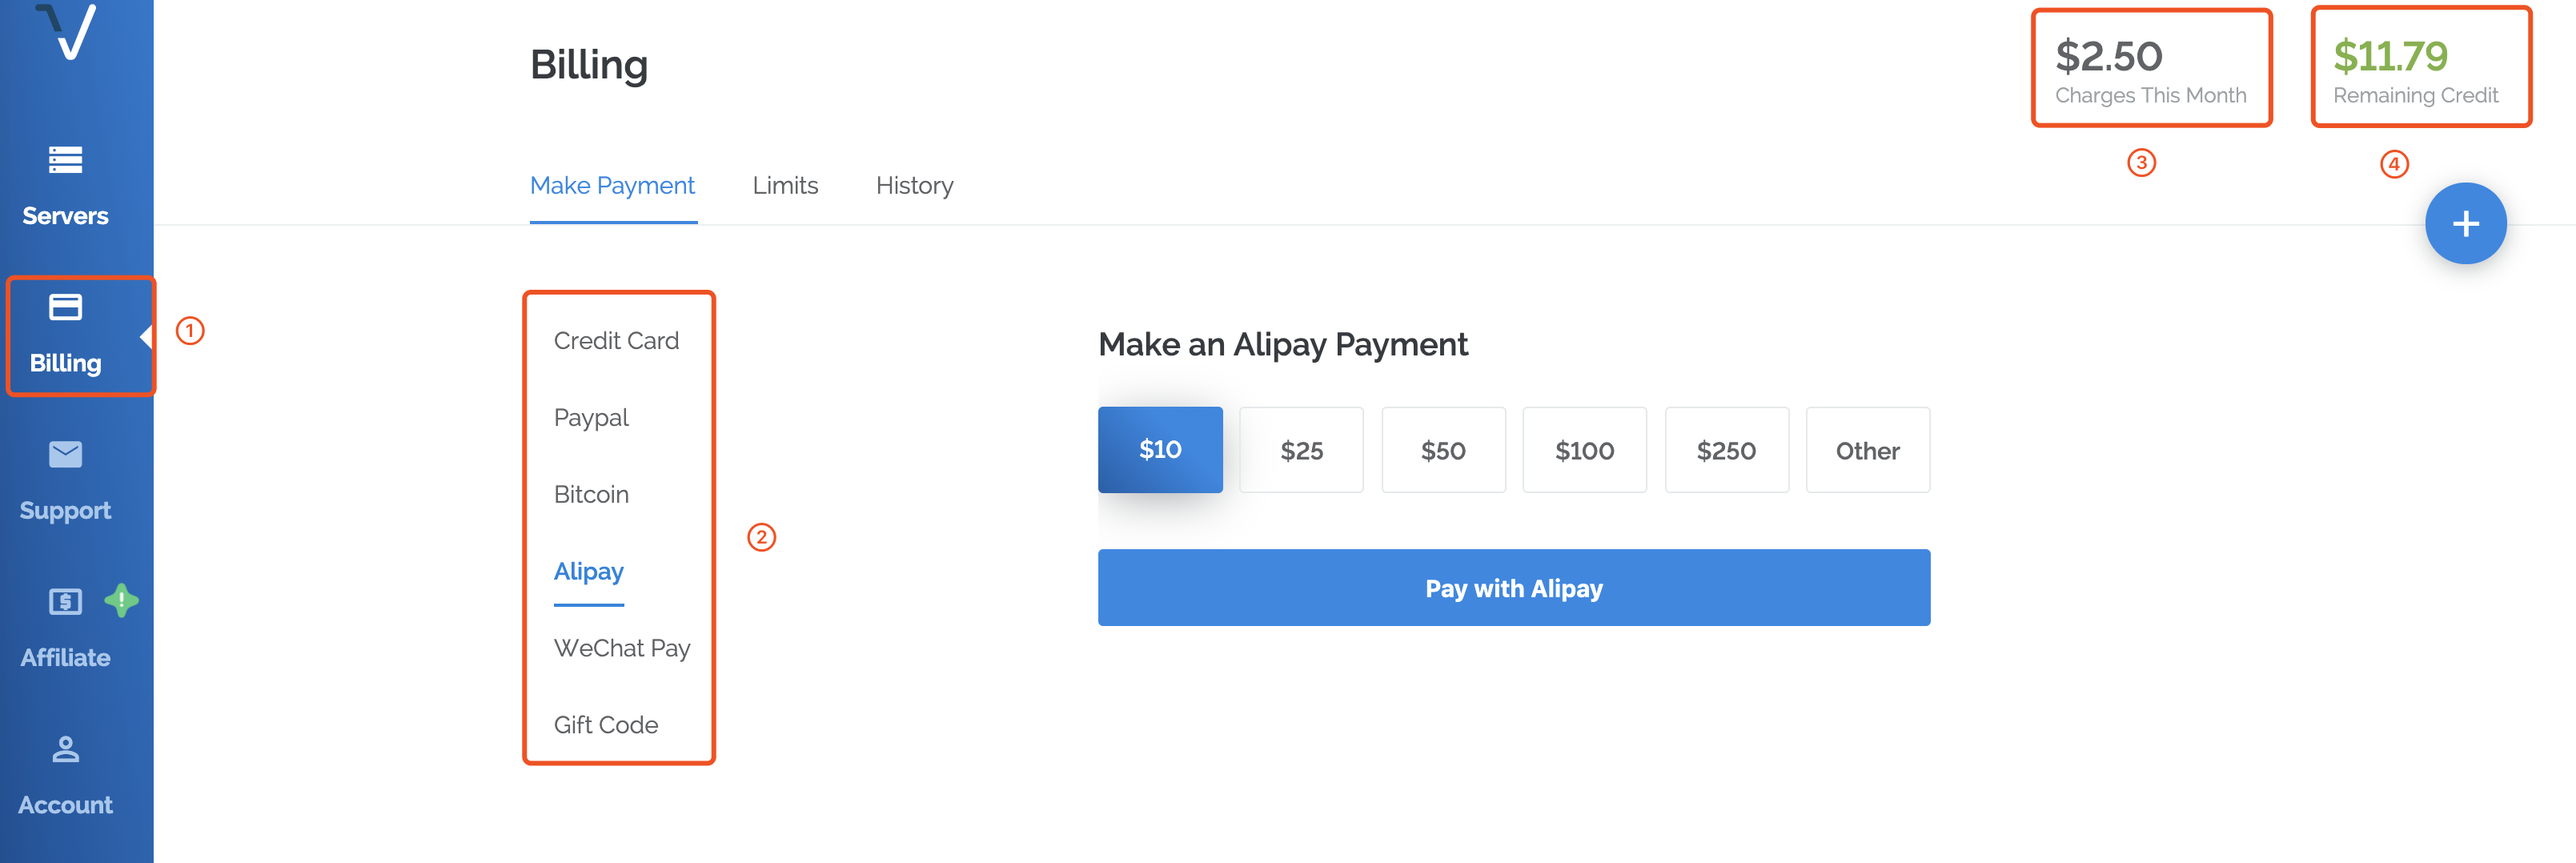 Billing
$2.50
Charges This Month
$11.79
Remaining Credit
③
④
Make Payment
Limits
History
Servers
Billing
①
Support
Affiliate
Account
Credit Card
Paypal
Bitcoin
Alipay
WeChat Pay
Gift Code
②
Make an Alipay Payment
$10
$25
$50
$100
$250
Other
Pay with Alipay